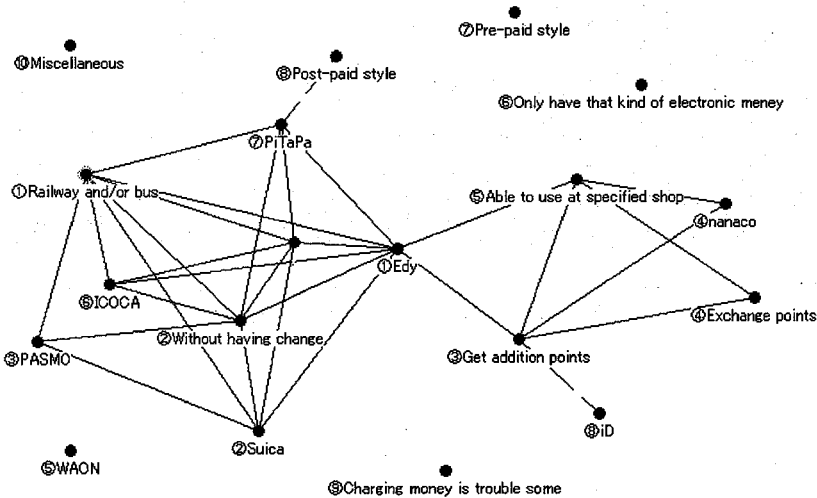 ⑦Pre-paid style
⑩Miscellaneous
⑧Post-paid style
⑥Only have that kind of electronic meney
⑦PiTaPa
①Railway and/or bus
⑤Able to use at specified shop
④nanaco
①Edy
⑥ICOCA
④Exchange points
②Without having change
③PASMO
③Get addition points
⑧iD
②Suica
⑤WAON
⑨Charging money is trouble some